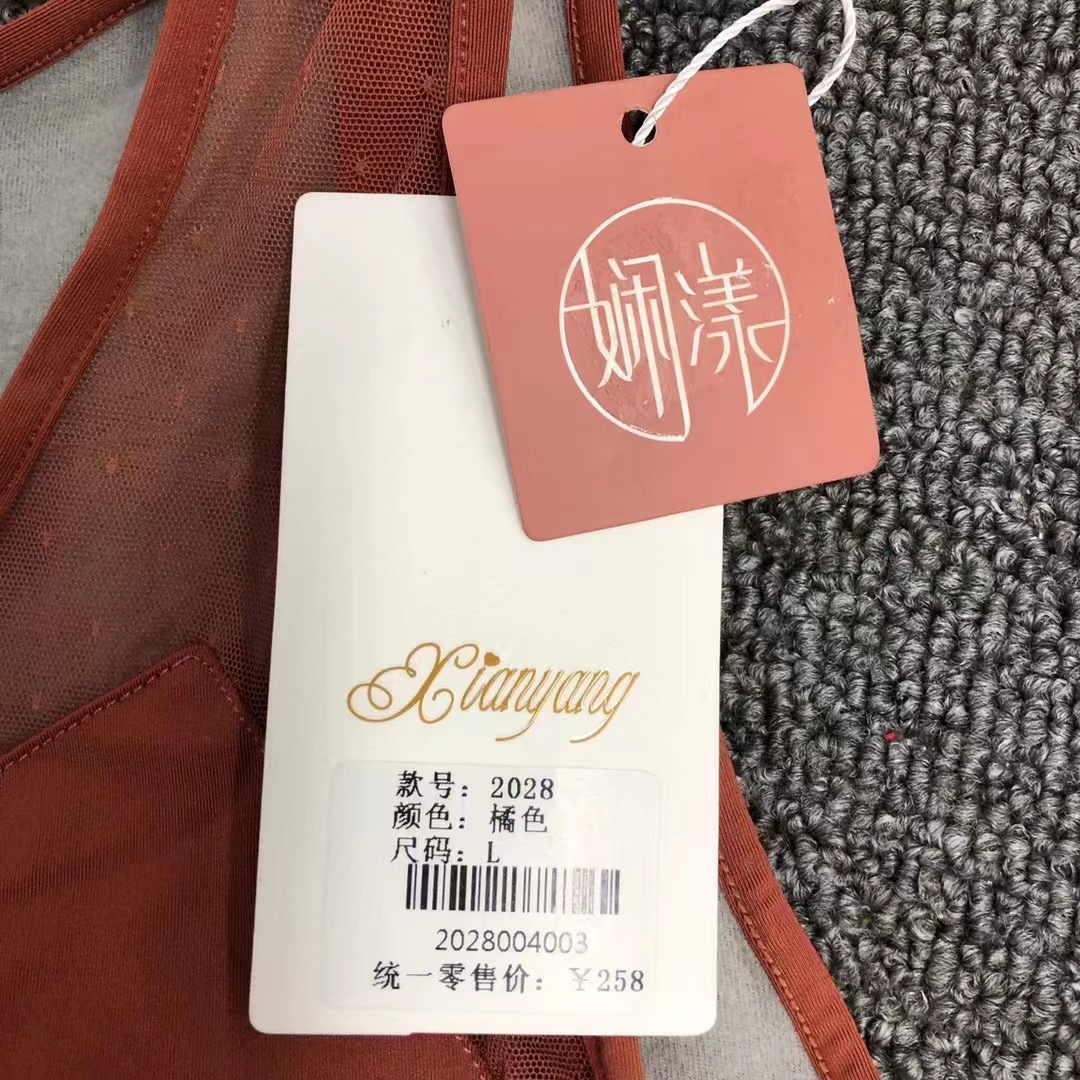 娴漾
Xianyang
款号：2028
颜色：橘色
尺码：L
2028004003
统一零售价：￥258